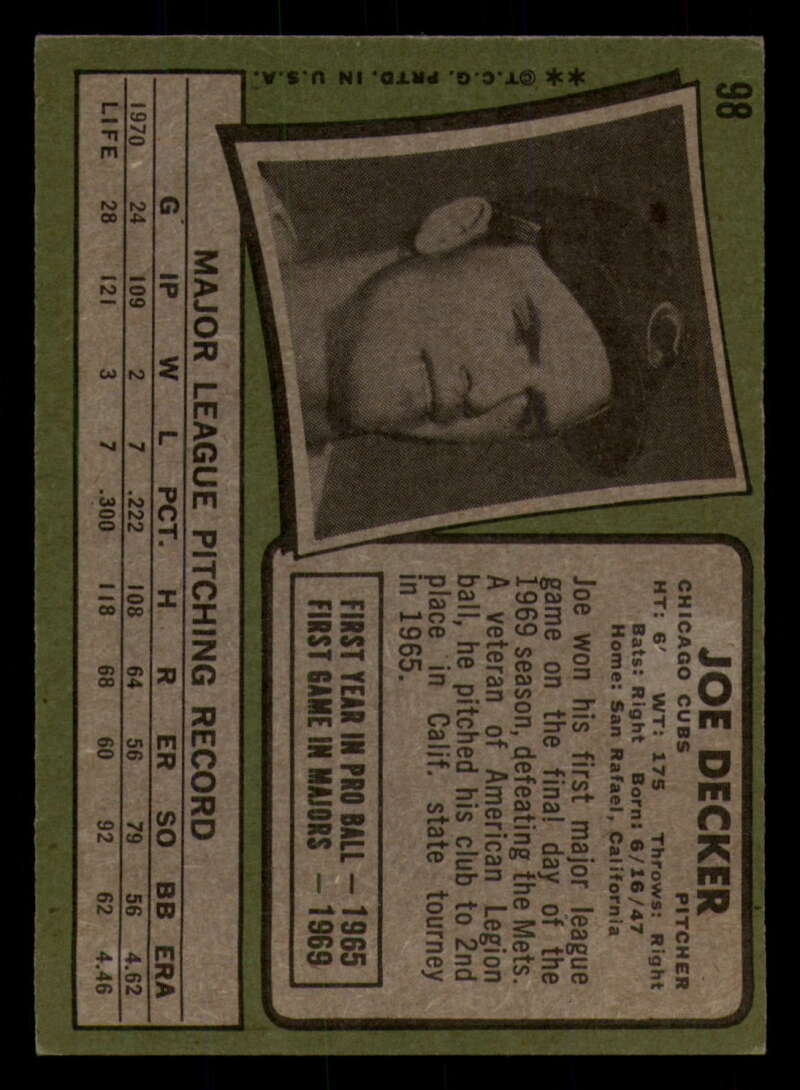 98
**©T.C.G. PRTD. IN U.S.A.
JOE DECKER
CHICAGO CUBS PITCHER
HT: 6' WT: 175 Throws: Right
Bats: Right Born: 6/16/47
Home: San Rafael, California
Joe won his first major league
game on the final day of the
1969 season, defeating the Mets.
A veteran of American Legion
ball, he pitched his club to 2nd
place in Calif. state tourney
in 1965.
FIRST YEAR IN PRO BALL — 1965
FIRST GAME IN MAJORS — 1969
MAJOR LEAGUE PITCHING RECORD
G IP W L PCT. H R ER SO BB ERA
1970 24 109 2 7 .222 108 64 56 79 56 4.62
LIFE 28 121 3 7 .300 118 68 60 92 62 4.46